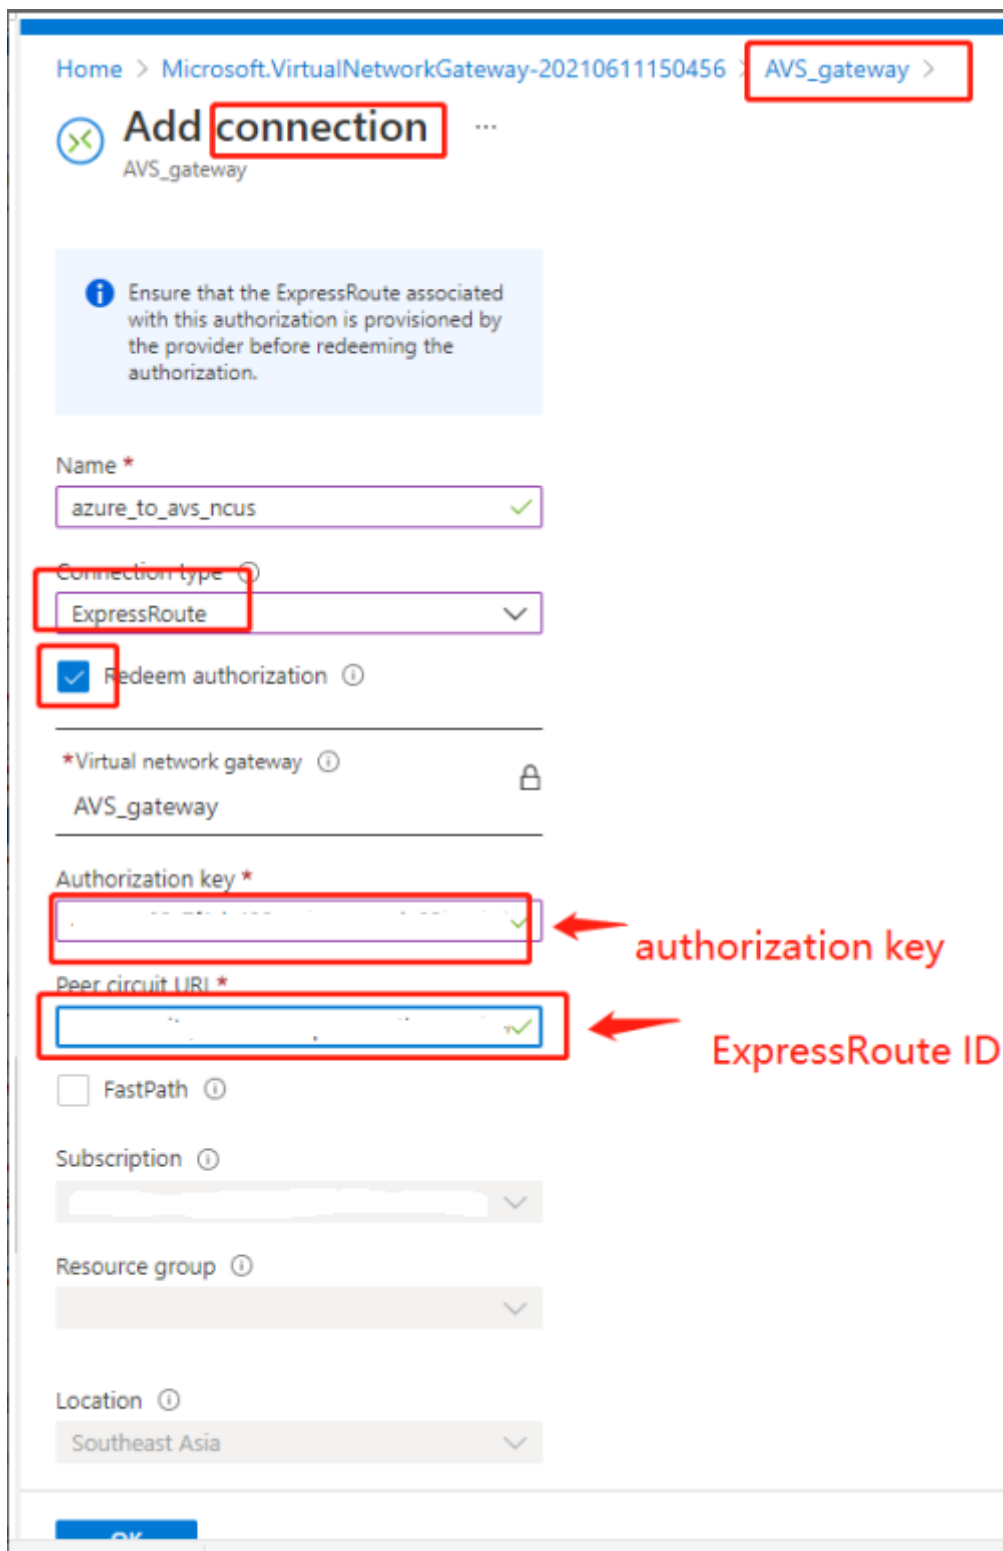 Home > Microsoft.VirtualNetworkGateway-20210611150456 > AVS_gateway >
Add connection ...
AVS_gateway
Ensure that the ExpressRoute associated
with this authorization is provisioned by
the provider before redeeming the
authorization.
Name *
azure_to_avs_ncus
Connection type
ExpressRoute
Redeem authorization
*Virtual network gateway
AVS_gateway
Authorization key *
authorization key
Peer circuit URI *
ExpressRoute ID
FastPath
Subscription
Resource group
Location
Southeast Asia
OK